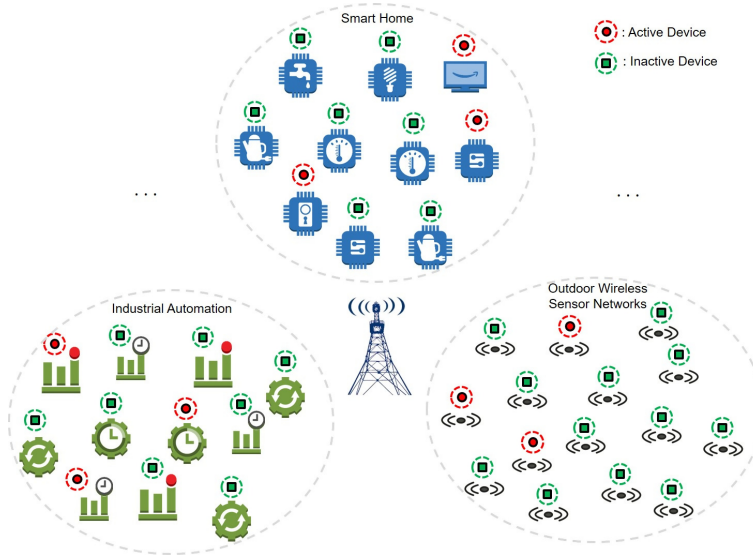 Smart Home
: Active Device
: Inactive Device
. . .
. . .
Industrial Automation
Outdoor Wireless
Sensor Networks